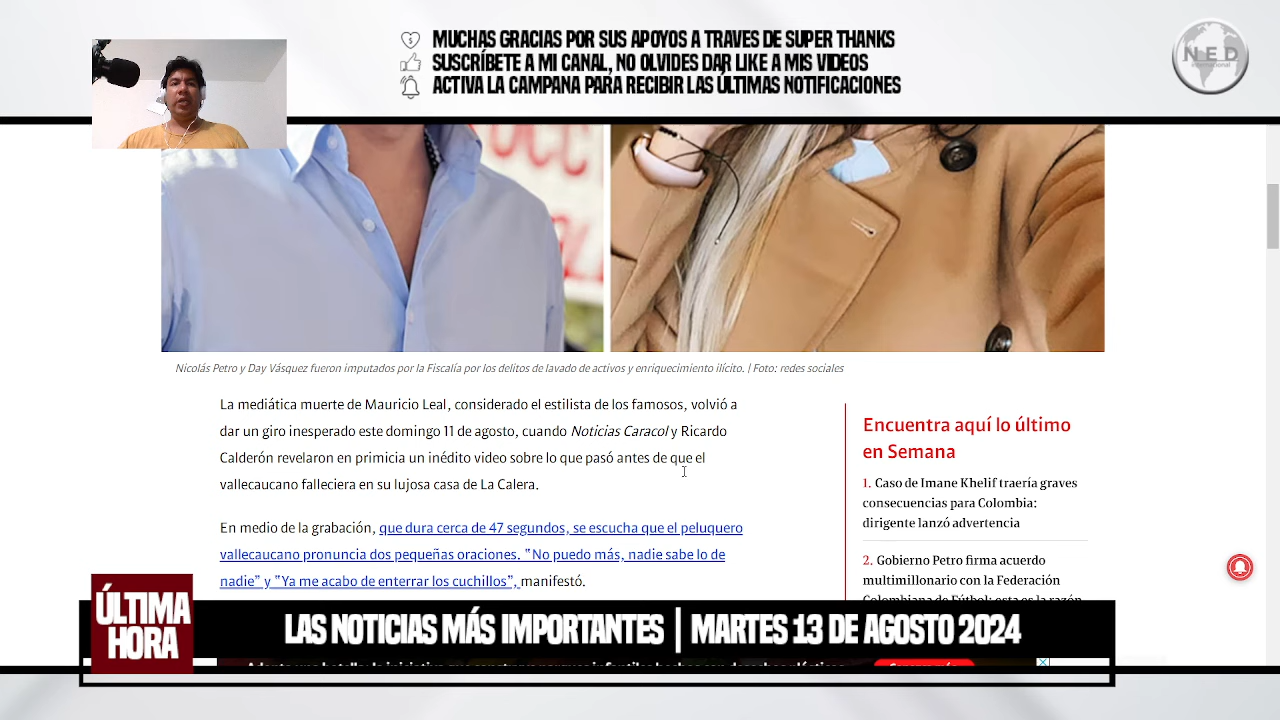 MUCHAS GRACIAS POR SUS APOYOS A TRAVES DE SUPER THANKS
SUSCRÍBETE A MI CANAL, NO OLVIDES DAR LIKE A MIS VIDEOS
ACTIVA LA CAMPANA PARA RECIBIR LAS ÚLTIMAS NOTIFICACIONES
N.E.D
international
Nicolás Petro y Day Vásquez fueron imputados por la Fiscalía por los delitos de lavado de activos y enriquecimiento ilícito. | Foto: redes sociales
La mediática muerte de Mauricio Leal, considerado el estilista de los famosos, volvió a
dar un giro inesperado este domingo 11 de agosto, cuando Noticias Caracol y Ricardo
Calderón revelaron en primicia un inédito video sobre lo que pasó antes de que el
vallecaucano falleciera en su lujosa casa de La Calera.
En medio de la grabación, que dura cerca de 47 segundos, se escucha que el peluquero
vallecaucano pronuncia dos pequeñas oraciones. “No puedo más, nadie sabe lo de
nadie” y “Ya me acabo de enterrar los cuchillos”, manifestó.
Encuentra aquí lo último
en Semana
1. Caso de Imane Khelif traería graves
consecuencias para Colombia:
dirigente lanzó advertencia
2. Gobierno Petro firma acuerdo
multimillonario con la Federación
Colombiana de Fútbol: esta es la razón
ÚLTIMA
HORA
LAS NOTICIAS MÁS IMPORTANTES | MARTES 13 DE AGOSTO 2024